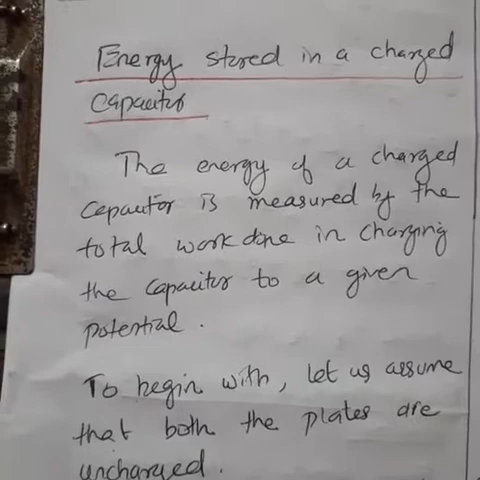 Energy stored in a charged
capacitor
The energy of a charged
capacitor is measured by the
total work done in charging
the capacitor to a given
potential.
To begin with, let us assume
that both the plates are
uncharged.